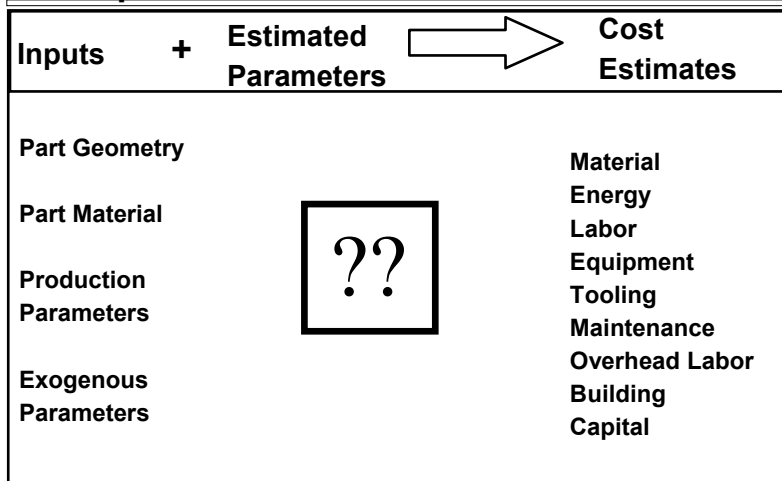 Inputs + Estimated Parameters Cost Estimates
Part Geometry
Part Material
Production
Parameters
Exogenous
Parameters
??
Material
Energy
Labor
Equipment
Tooling
Maintenance
Overhead Labor
Building
Capital